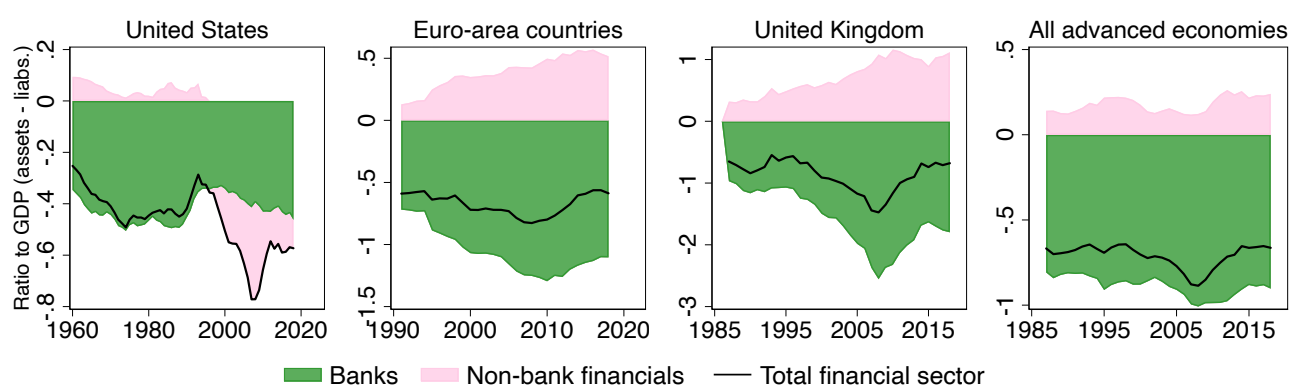 United States
Euro-area countries
United Kingdom
All advanced economies
Ratio to GDP (assets - liabs.)
.2
0
-.2
-.4
-.6
-.8
1960 1980 2000 2020
.5
0
-.5
-1
-1.5
1990 2000 2010 2020
1
0
-1
-2
-3
1985 1995 2005 2015
.5
0
-.5
-1
1985 1995 2005 2015
Banks Non-bank financials Total financial sector